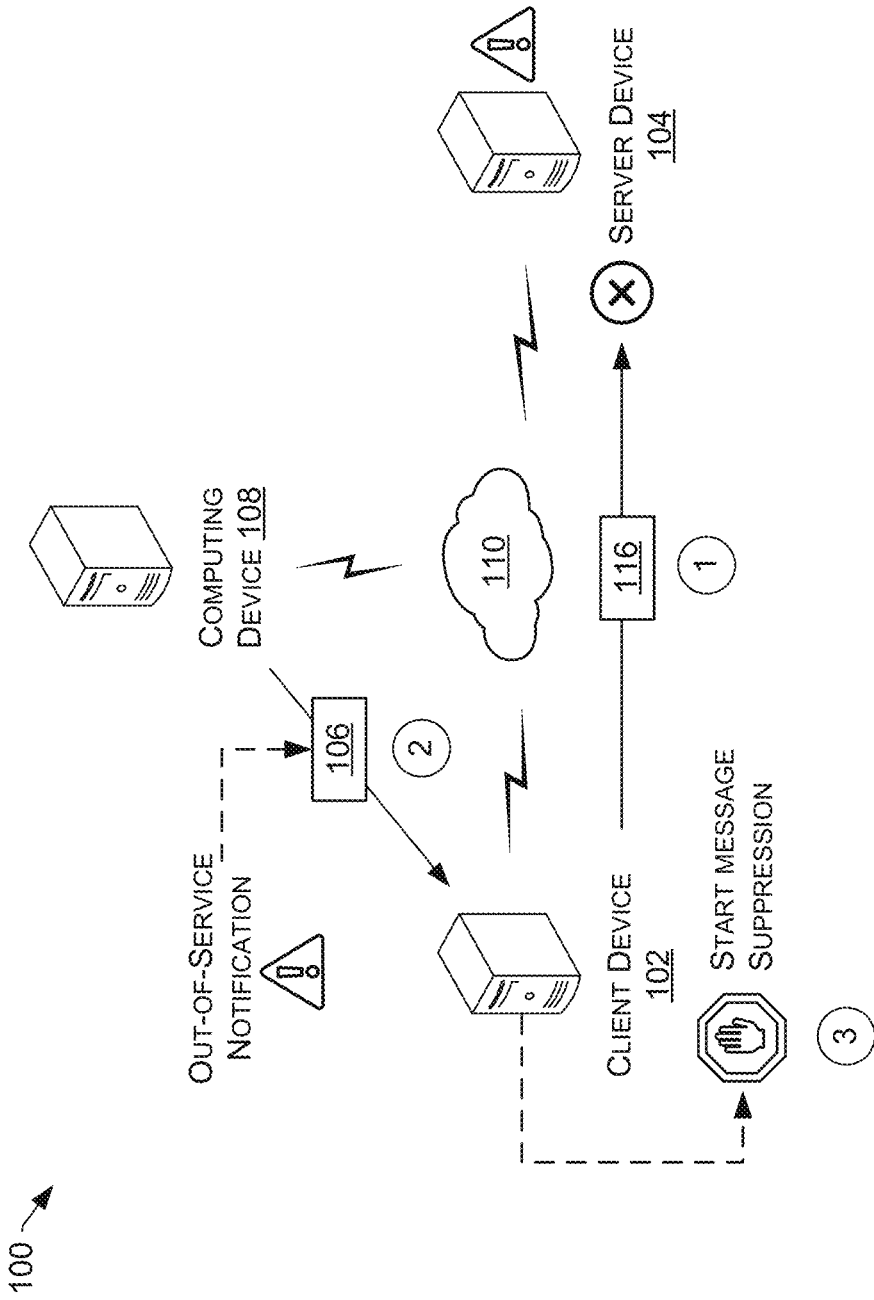 100
OUT-OF-SERVICE
NOTIFICATION
106
2
COMPUTING
DEVICE 108
110
CLIENT DEVICE
102
116
1
SERVER DEVICE
104
START MESSAGE
SUPPRESSION
3